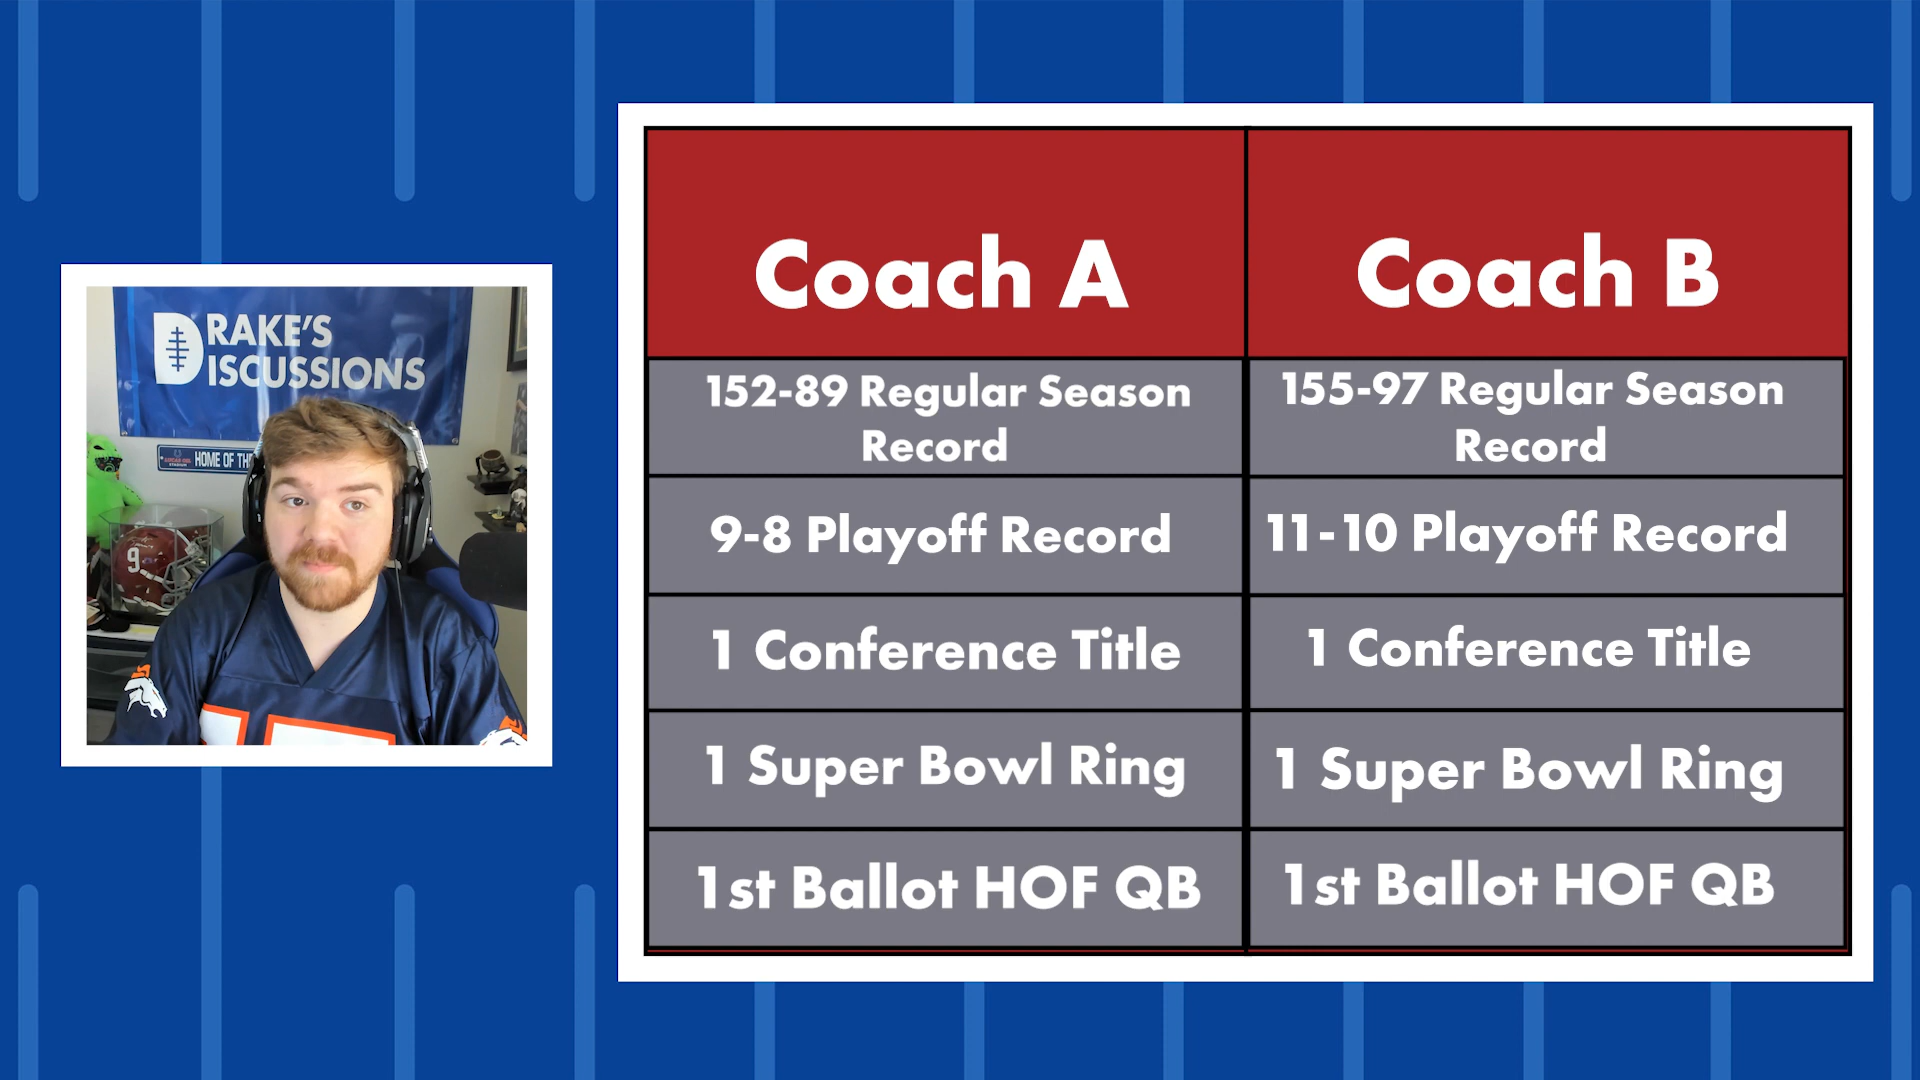 DRAKE'S
DISCUSSIONS
HOME OF TH
9
Coach A
Coach B
152-89 Regular Season
Record
155-97 Regular Season
Record
9-8 Playoff Record
11-10 Playoff Record
1 Conference Title
1 Conference Title
1 Super Bowl Ring
1 Super Bowl Ring
1st Ballot HOF QB
1st Ballot HOF QB